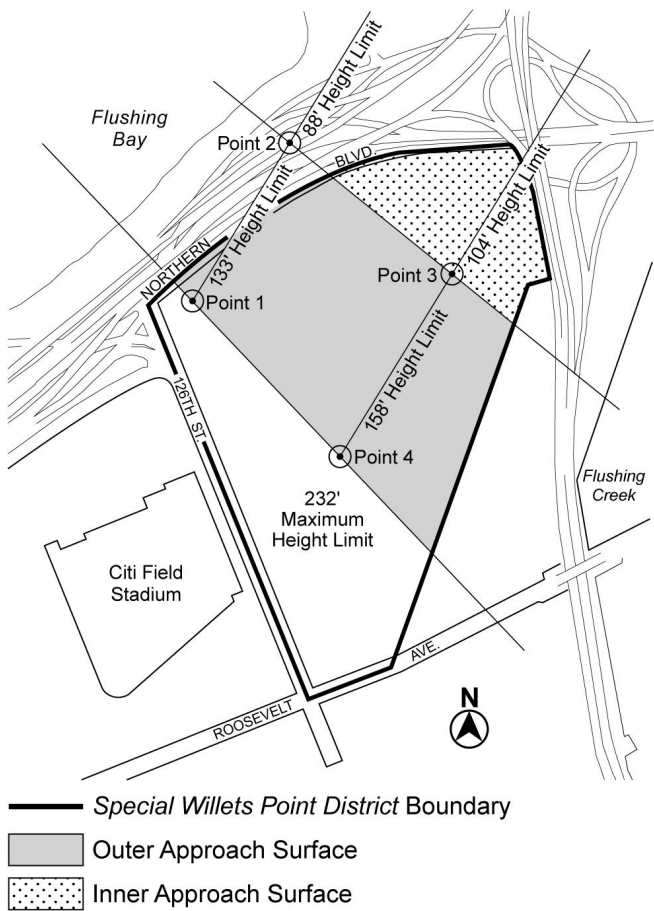 Flushing
Bay
Point 2
88' Height Limit
BLVD.
133' Height Limit
104' Height Limit
NORTHERN
Point 3
Point 1
158' Height Limit
126TH ST.
Point 4
232'
Maximum
Height Limit
Flushing
Creek
Citi Field
Stadium
AVE.
ROOSEVELT
N
Special Willets Point District Boundary
Outer Approach Surface
Inner Approach Surface